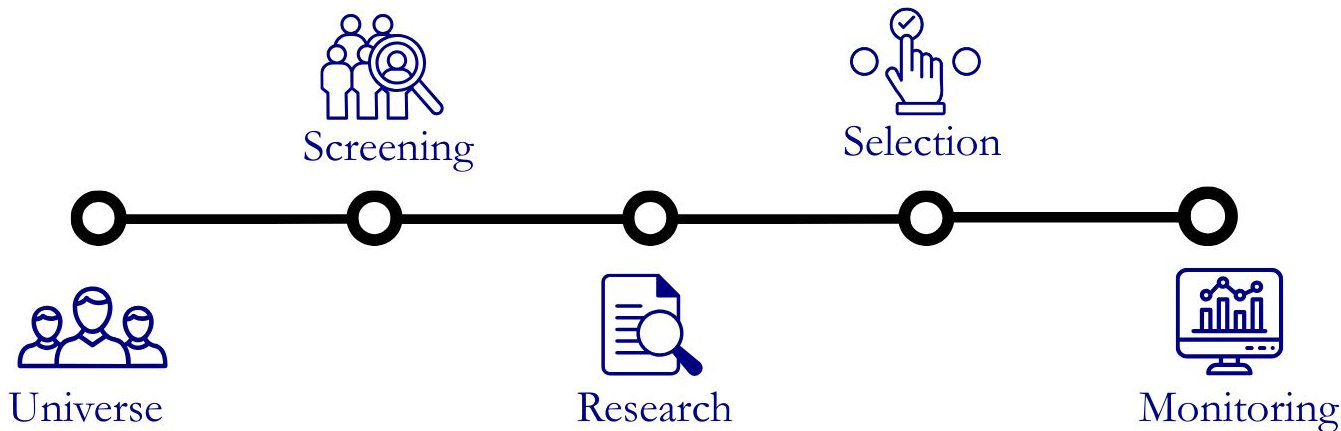 Universe
Screening
Research
Selection
Monitoring